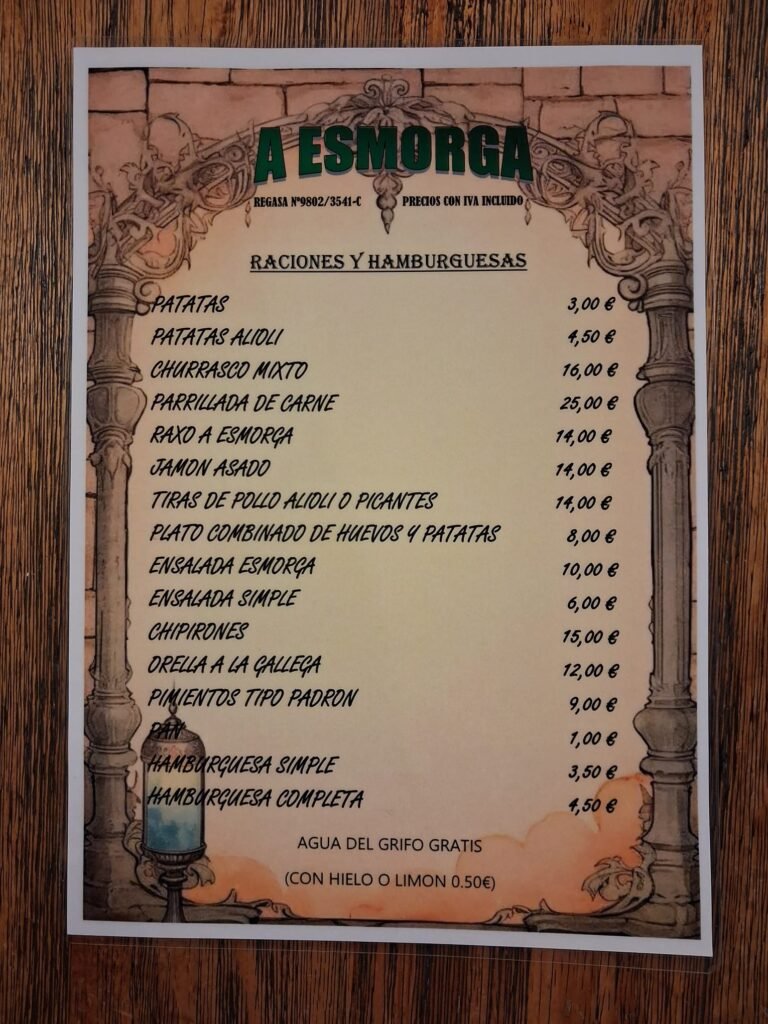 A ESMORGA
REGASA Nº9802/3541-C PRECIOS CON IVA INCLUIDO
RACIONES Y HAMBURGUESAS
PATATAS 3,00 €
PATATAS ALIOLI 4,50 €
CHURRASCO MIXTO 16,00 €
PARRILLADA DE CARNE 25,00 €
RAXO A ESMORGA 14,00 €
JAMON ASADO 14,00 €
TIRAS DE POLLO ALIOLI O PICANTES 14,00 €
PLATO COMBINADO DE HUEVOS Y PATATAS 8,00 €
ENSALADA ESMORGA 10,00 €
ENSALADA SIMPLE 6,00 €
CHIPIRONES 15,00 €
ORELLA A LA GALLEGA 12,00 €
PIMIENTOS TIPO PADRON 9,00 €
PAN 1,00 €
HAMBURGUESA SIMPLE 3,50 €
HAMBURGUESA COMPLETA 4,50 €
AGUA DEL GRIFO GRATIS
(CON HIELO O LIMON 0.50€)